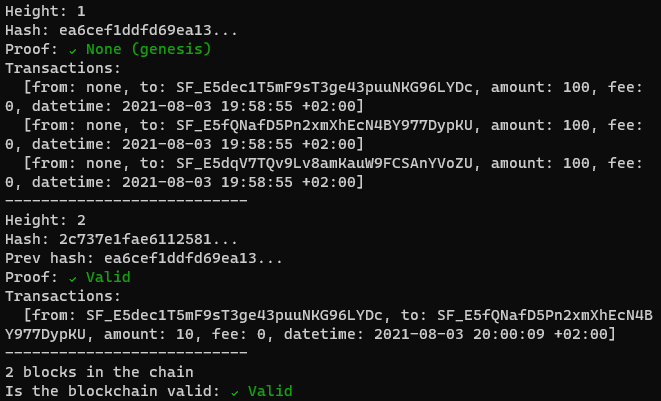 Height: 1
Hash: ea6cef1ddfd69ea13...
Proof: ✓ None (genesis)
Transactions:
  [from: none, to: SF_E5dec1T5mF9sT3ge43puuNKG96LYDc, amount: 100, fee:
0, datetime: 2021-08-03 19:58:55 +02:00]
  [from: none, to: SF_E5fQNafD5Pn2xmXhEcN4BY977DypKU, amount: 100, fee:
0, datetime: 2021-08-03 19:58:55 +02:00]
  [from: none, to: SF_E5dqV7TQv9Lv8amKauW9FCSAnYVoZU, amount: 100, fee:
0, datetime: 2021-08-03 19:58:55 +02:00]
---------------------------
Height: 2
Hash: 2c737e1fae6112581...
Prev hash: ea6cef1ddfd69ea13...
Proof: ✓ Valid
Transactions:
  [from: SF_E5dec1T5mF9sT3ge43puuNKG96LYDc, to: SF_E5fQNafD5Pn2xmXhEcN4B
Y977DypKU, amount: 10, fee: 0, datetime: 2021-08-03 20:00:09 +02:00]
---------------------------
2 blocks in the chain
Is the blockchain valid: ✓ Valid